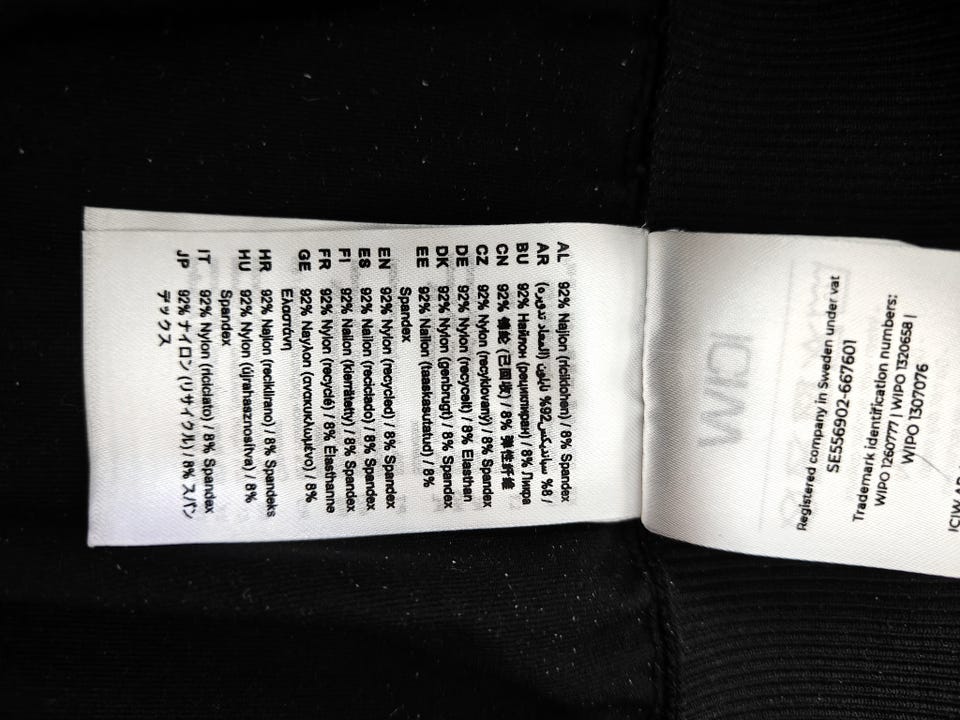 AL 92% Najlon (ricikluhen) / 8% Spandex
AR (المعاد تدويره) نايلون %92 سباندكس %8 /
BU 92% Найлон (рециклиран) / 8% Ликра
CN 92% 锦纶 (已回收) / 8% 弹性纤维
CZ 92% Nylon (recyklovaný) / 8% Spandex
DE 92% Nylon (recycelt) / 8% Elasthan
DK 92% Nylon (genbrugt) / 8% Spandex
EE 92% Nailon (taaskasutatud) / 8%
Spandex
EN 92% Nylon (recycled) / 8% Spandex
ES 92% Nailon (reciclado) / 8% Spandex
FI 92% Nailon (kierrätetty) / 8% Spandex
FR 92% Nylon (recyclé) / 8% Élasthanne
GE 92% Ναυλον (ανακυκλωμένο) / 8%
Ελαστάνη
HR 92% Najlon (reciklirano) / 8% Spandeks
HU 92% Nylon (újrahasznosítva) / 8%
Spandex
IT 92% Nylon (riciclato) / 8% Spandex
JP 92% ナイロン (リサイクル) / 8% スパン
デックス
Registered company in Sweden under vat
SE556902-667601
Trademark identification numbers:
WIPO 1260771 | WIPO 1320658 |
WIPO 1307076
ICIW